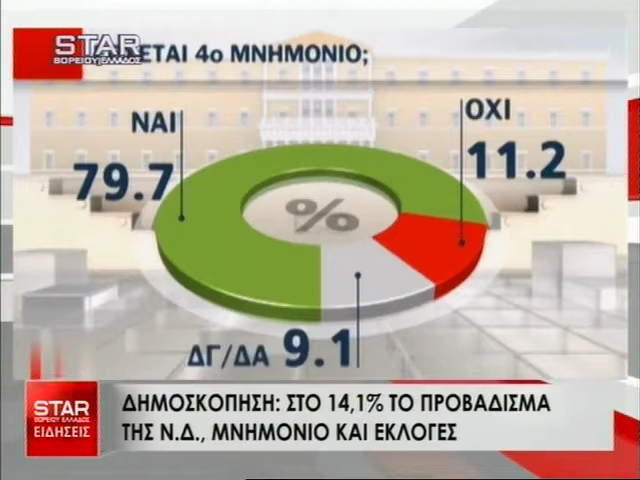 STAR
ΒΟΡΕΙΟΥ ΕΛΛΑΔΟΣ
4ο ΜΝΗΜΟΝΙΟ;
ΝΑΙ
79.7
ΟΧΙ
11.2
%
ΔΓ/ΔΑ 9.1
STAR
ΒΟΡΕΙΟΥ ΕΛΛΑΔΟΣ
ΕΙΔΗΣΕΙΣ
ΔΗΜΟΣΚΟΠΗΣΗ: ΣΤΟ 14,1% ΤΟ ΠΡΟΒΑΔΙΣΜΑ
ΤΗΣ Ν.Δ., ΜΝΗΜΟΝΙΟ ΚΑΙ ΕΚΛΟΓΕΣ